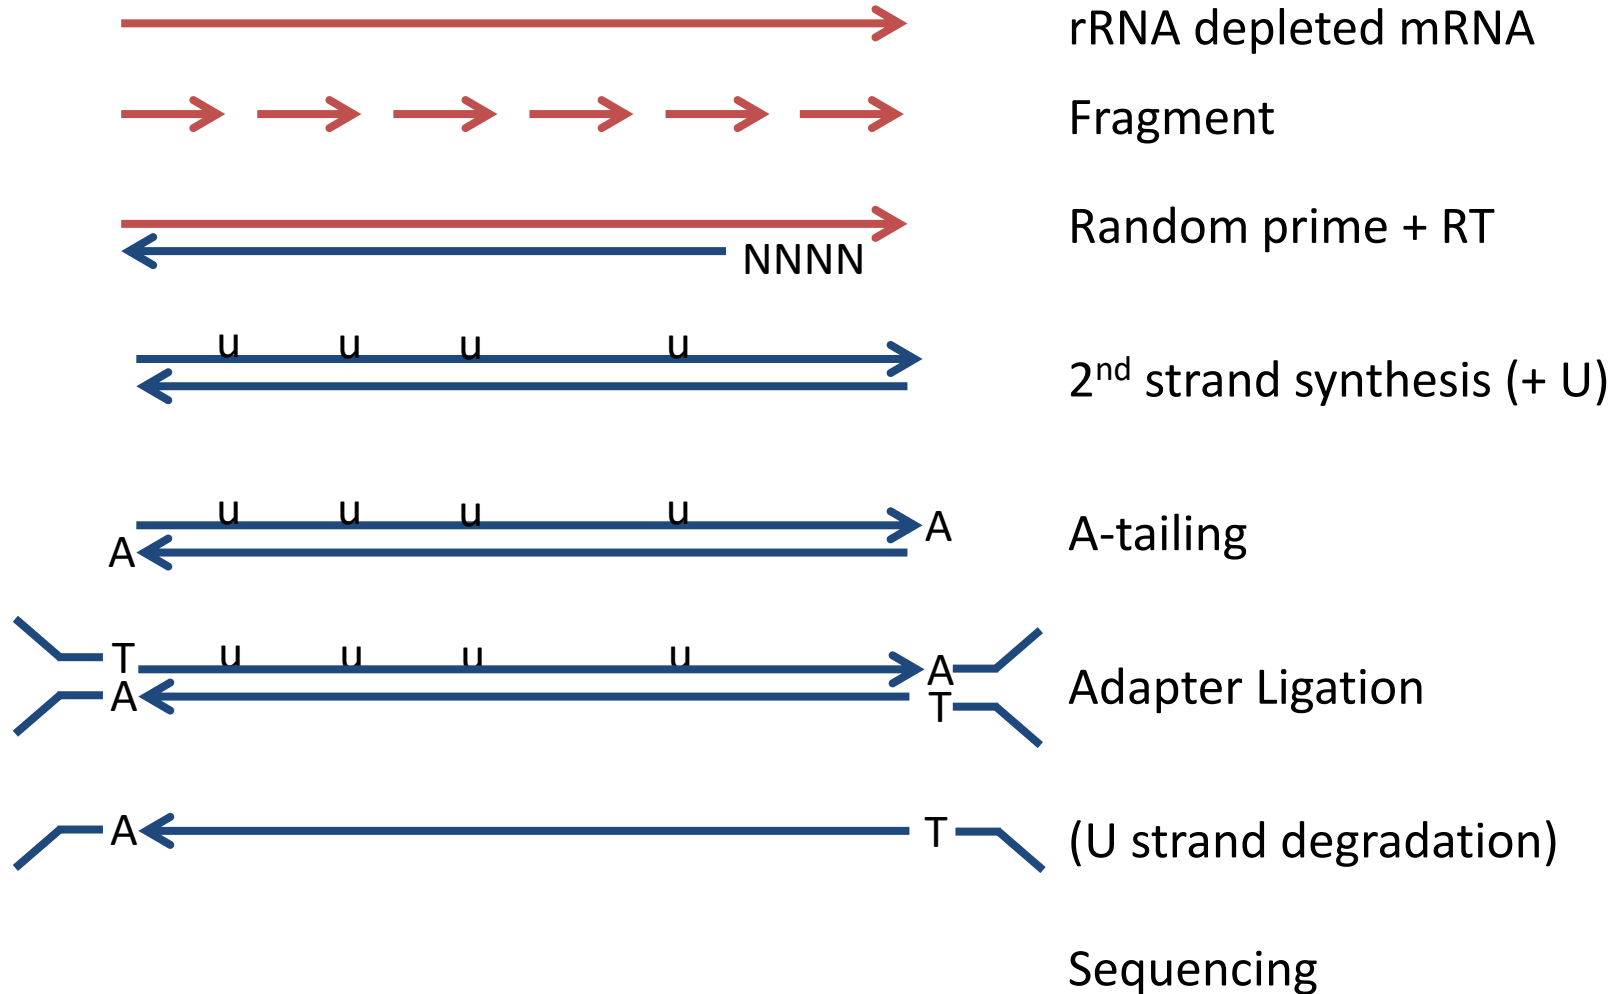 rRNA depleted mRNA
Fragment
Random prime + RT
NNNN
u u u u
2nd strand synthesis (+ U)
u u u u
A
A
A-tailing
T u u u u A
A T
Adapter Ligation
A T
(U strand degradation)
Sequencing